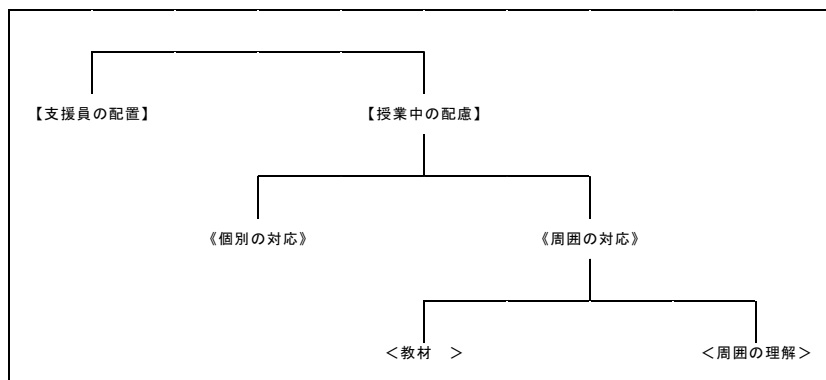 【支援員の配置】 【授業中の配慮】
《個別の対応》 《周囲の対応》
＜教材　＞ ＜周囲の理解＞